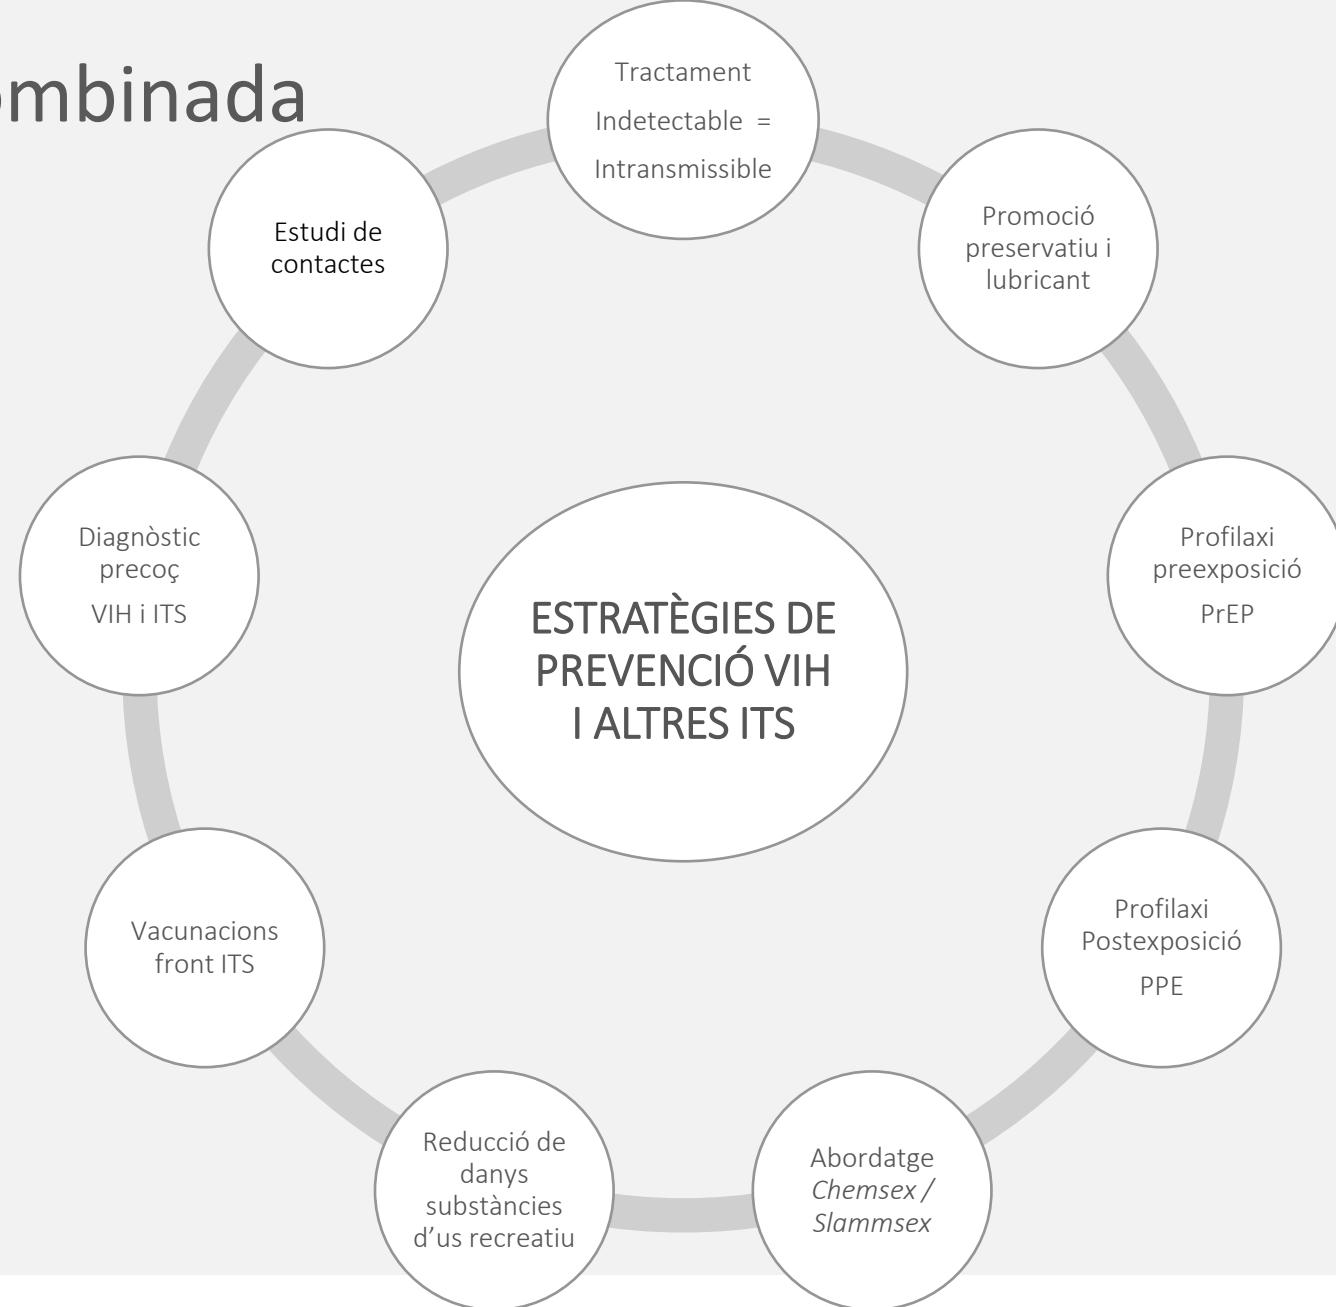 ombinada
Tractament
Indetectable =
Intransmissible
Promoció
preservatiu i
lubricant
Profilaxi
preexposició
PrEP
Profilaxi
Postexposició
PPE
Abordatge
Chemsex /
Slammsex
Reducció de
danys
substàncies
d’us recreatiu
Vacunacions
front ITS
Diagnòstic
precoç
VIH i ITS
Estudi de
contactes
ESTRATÈGIES DE
PREVENCIÓ VIH
I ALTRES ITS